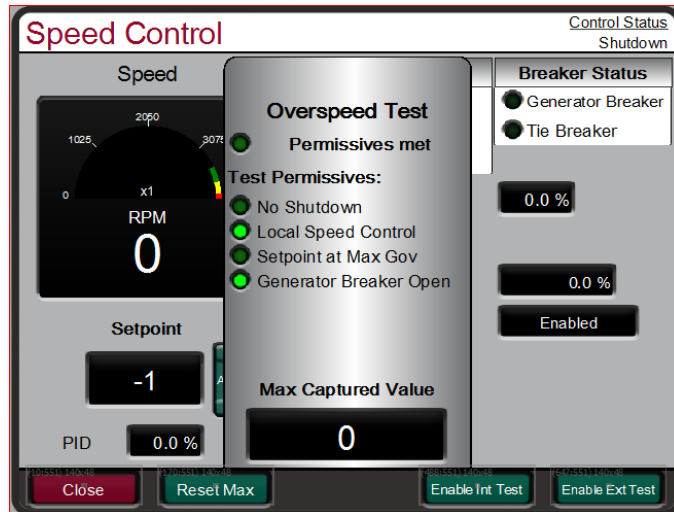 Speed Control
Control Status
Shutdown
Speed
2050
1025
3075
0
x1
RPM
0
Setpoint
-1
A
PID
0.0 %
Overspeed Test
Permissives met
Test Permissives:
No Shutdown
Local Speed Control
Setpoint at Max Gov
Generator Breaker Open
Max Captured Value
0
Breaker Status
Generator Breaker
Tie Breaker
0.0 %
0.0 %
Enabled
Close
Reset Max
Enable Int Test
Enable Ext Test